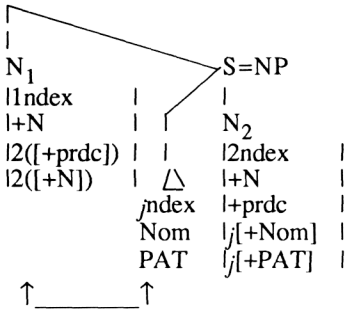 S=NP
N1
1ndex
+N N2
2([+prdc]) 2ndex
2([+N]) +N
jndex +prdc
Nom j[+Nom]
PAT j[+PAT]